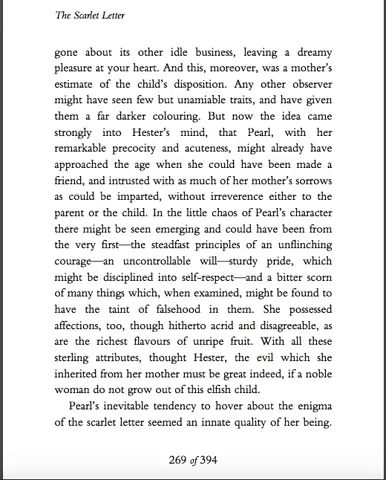 The Scarlet Letter
gone about its other idle business, leaving a dreamy
pleasure at your heart. And this, moreover, was a mother's
estimate of the child's disposition. Any other observer
might have seen few but unamiable traits, and have given
them a far darker colouring. But now the idea came
strongly into Hester's mind, that Pearl, with her
remarkable precocity and acuteness, might already have
approached the age when she could have been made a
friend, and intrusted with as much of her mother's sorrows
as could be imparted, without irreverence either to the
parent or the child. In the little chaos of Pearl's character
there might be seen emerging and could have been from
the very first—the steadfast principles of an unflinching
courage—an uncontrollable will—sturdy pride, which
might be disciplined into self-respect—and a bitter scorn
of many things which, when examined, might be found to
have the taint of falsehood in them. She possessed
affections, too, though hitherto acrid and disagreeable, as
are the richest flavours of unripe fruit. With all these
sterling attributes, thought Hester, the evil which she
inherited from her mother must be great indeed, if a noble
woman do not grow out of this elfish child.
Pearl's inevitable tendency to hover about the enigma
of the scarlet letter seemed an innate quality of her being.
269 of 394